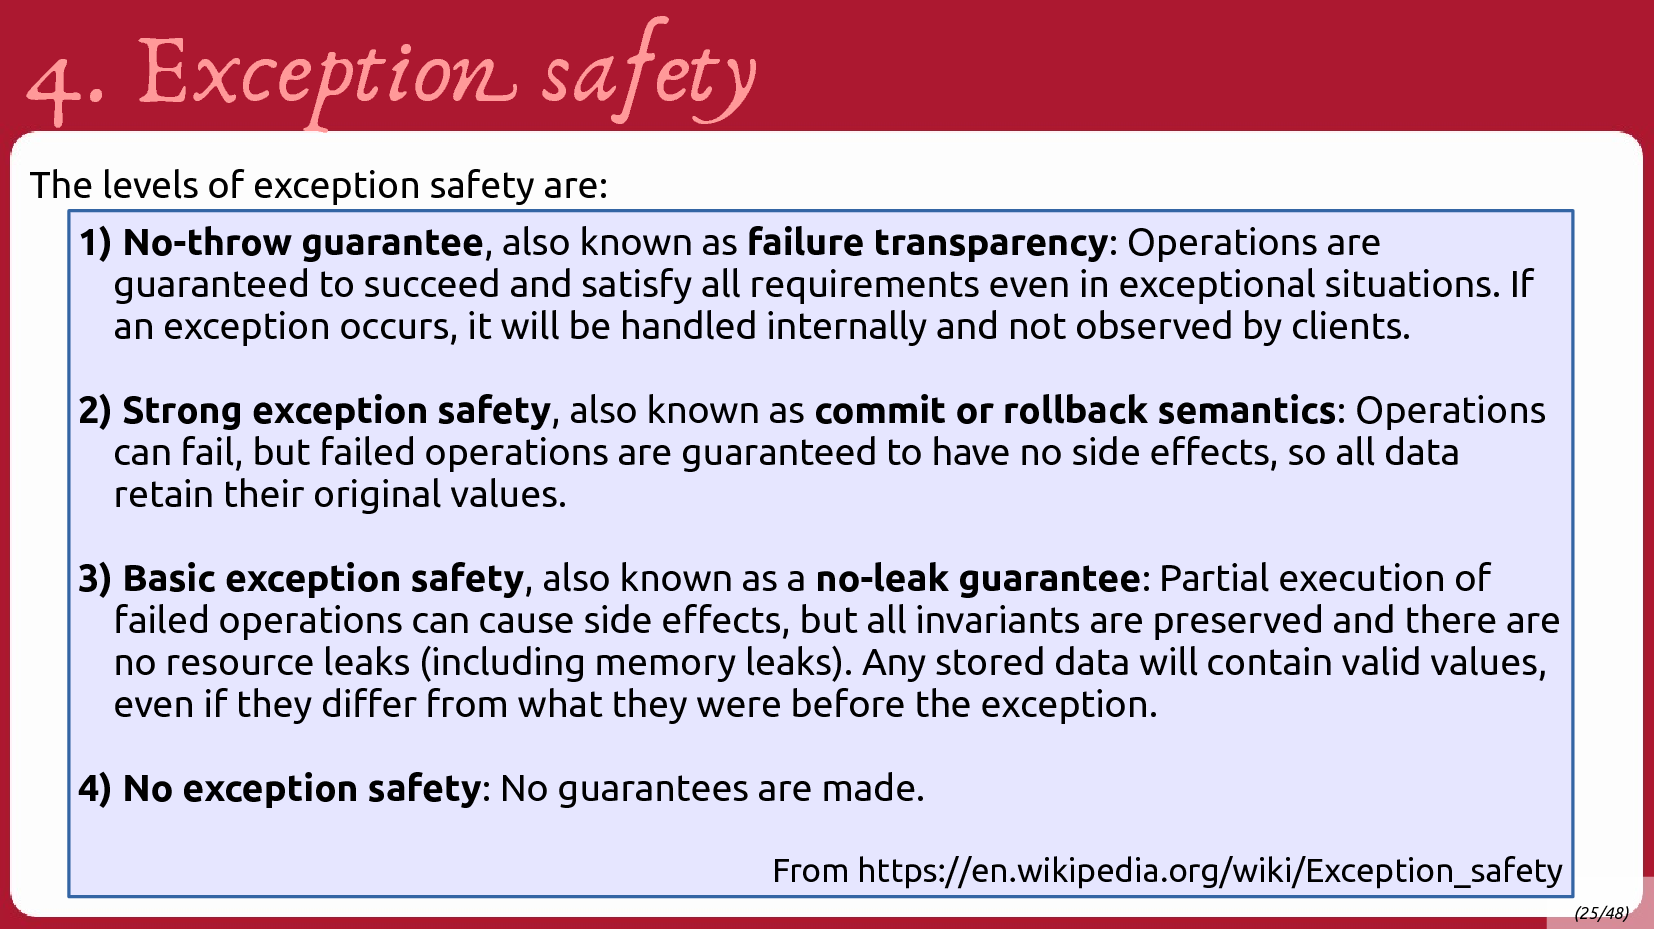 4. Exception safety
The levels of exception safety are:
1) No-throw guarantee, also known as failure transparency: Operations are
guaranteed to succeed and satisfy all requirements even in exceptional situations. If
an exception occurs, it will be handled internally and not observed by clients.
2) Strong exception safety, also known as commit or rollback semantics: Operations
can fail, but failed operations are guaranteed to have no side effects, so all data
retain their original values.
3) Basic exception safety, also known as a no-leak guarantee: Partial execution of
failed operations can cause side effects, but all invariants are preserved and there are
no resource leaks (including memory leaks). Any stored data will contain valid values,
even if they differ from what they were before the exception.
4) No exception safety: No guarantees are made.
From https://en.wikipedia.org/wiki/Exception_safety
(25/48)